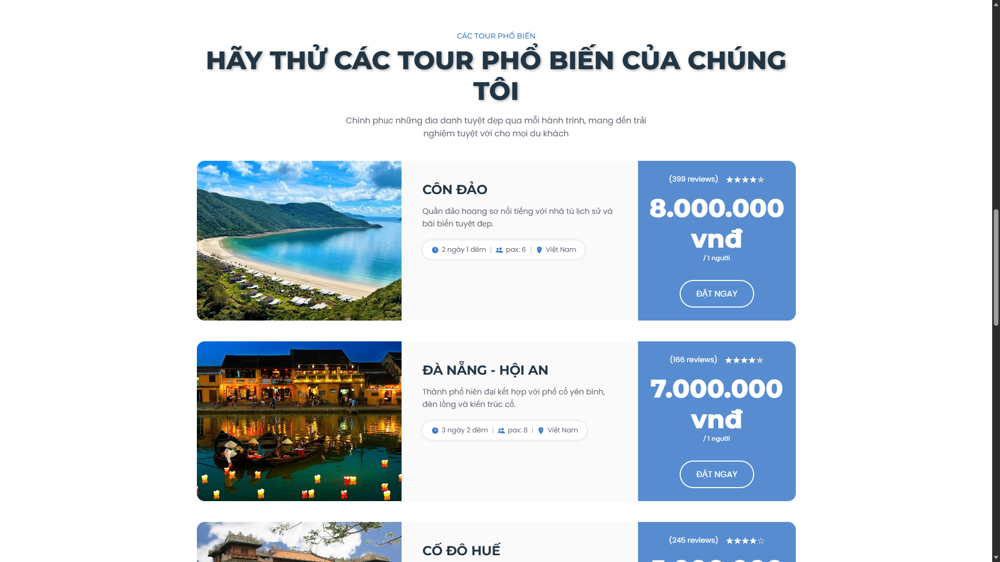 CÁC TOUR PHỔ BIẾN
HÃY THỬ CÁC TOUR PHỔ BIẾN CỦA CHÚNG
TÔI
Chinh phục những địa danh tuyệt đẹp qua mỗi hành trình, mang đến trải
nghiệm tuyệt vời cho mọi du khách
CÔN ĐẢO
Quần đảo hoang sơ nổi tiếng với nhà tù lịch sử và
bãi biển tuyệt đẹp.
2 ngày 1 đêm | pax: 6 | Việt Nam
(399 reviews) ★★★★★
8.000.000
vnđ
/ 1 người
ĐẶT NGAY
ĐÀ NẴNG - HỘI AN
Thành phố hiện đại kết hợp với phố cổ yên bình,
đèn lồng và kiến trúc cổ.
3 ngày 2 đêm | pax: 8 | Việt Nam
(166 reviews) ★★★★★
7.000.000
vnđ
/ 1 người
ĐẶT NGAY
CỐ ĐÔ HUẾ
(245 reviews) ★★★★☆